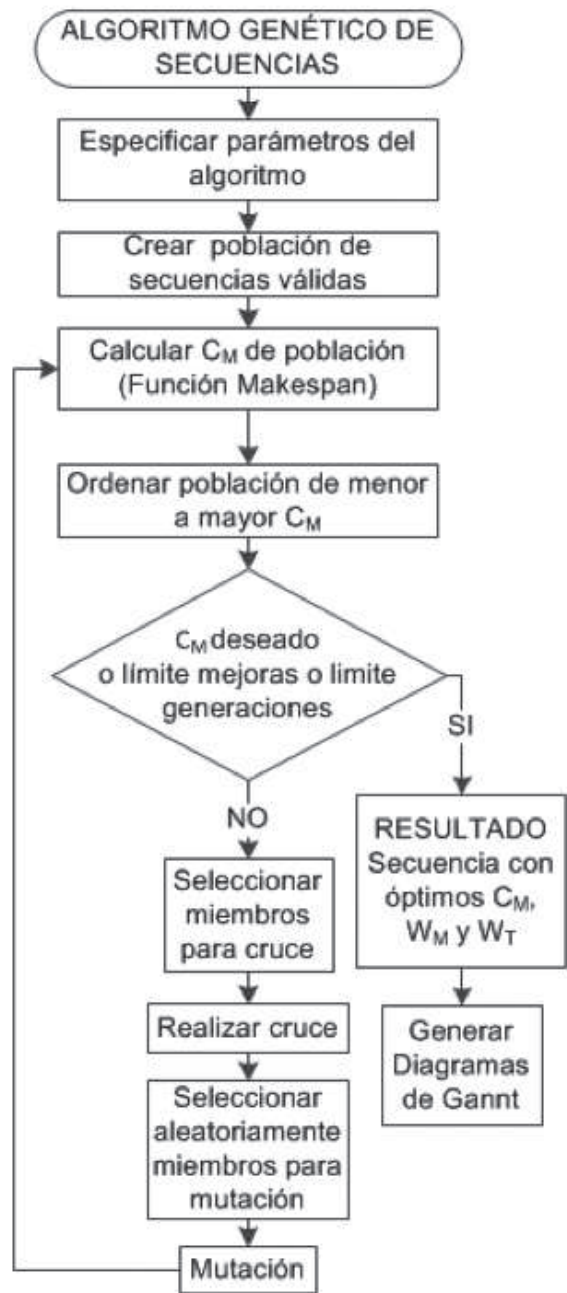 ALGORITMO GENÉTICO DE
SECUENCIAS
Especificar parámetros del
algoritmo
Crear población de
secuencias válidas
Calcular CM de población
(Función Makespan)
Ordenar población de menor
a mayor CM
CM deseado
o límite mejoras o limite
generaciones
SI
NO
RESULTADO
Secuencia con
óptimos CM,
WM y WT
Seleccionar
miembros
para cruce
Realizar cruce
Generar
Diagramas
de Gannt
Seleccionar
aleatoriamente
miembros para
mutación
Mutación